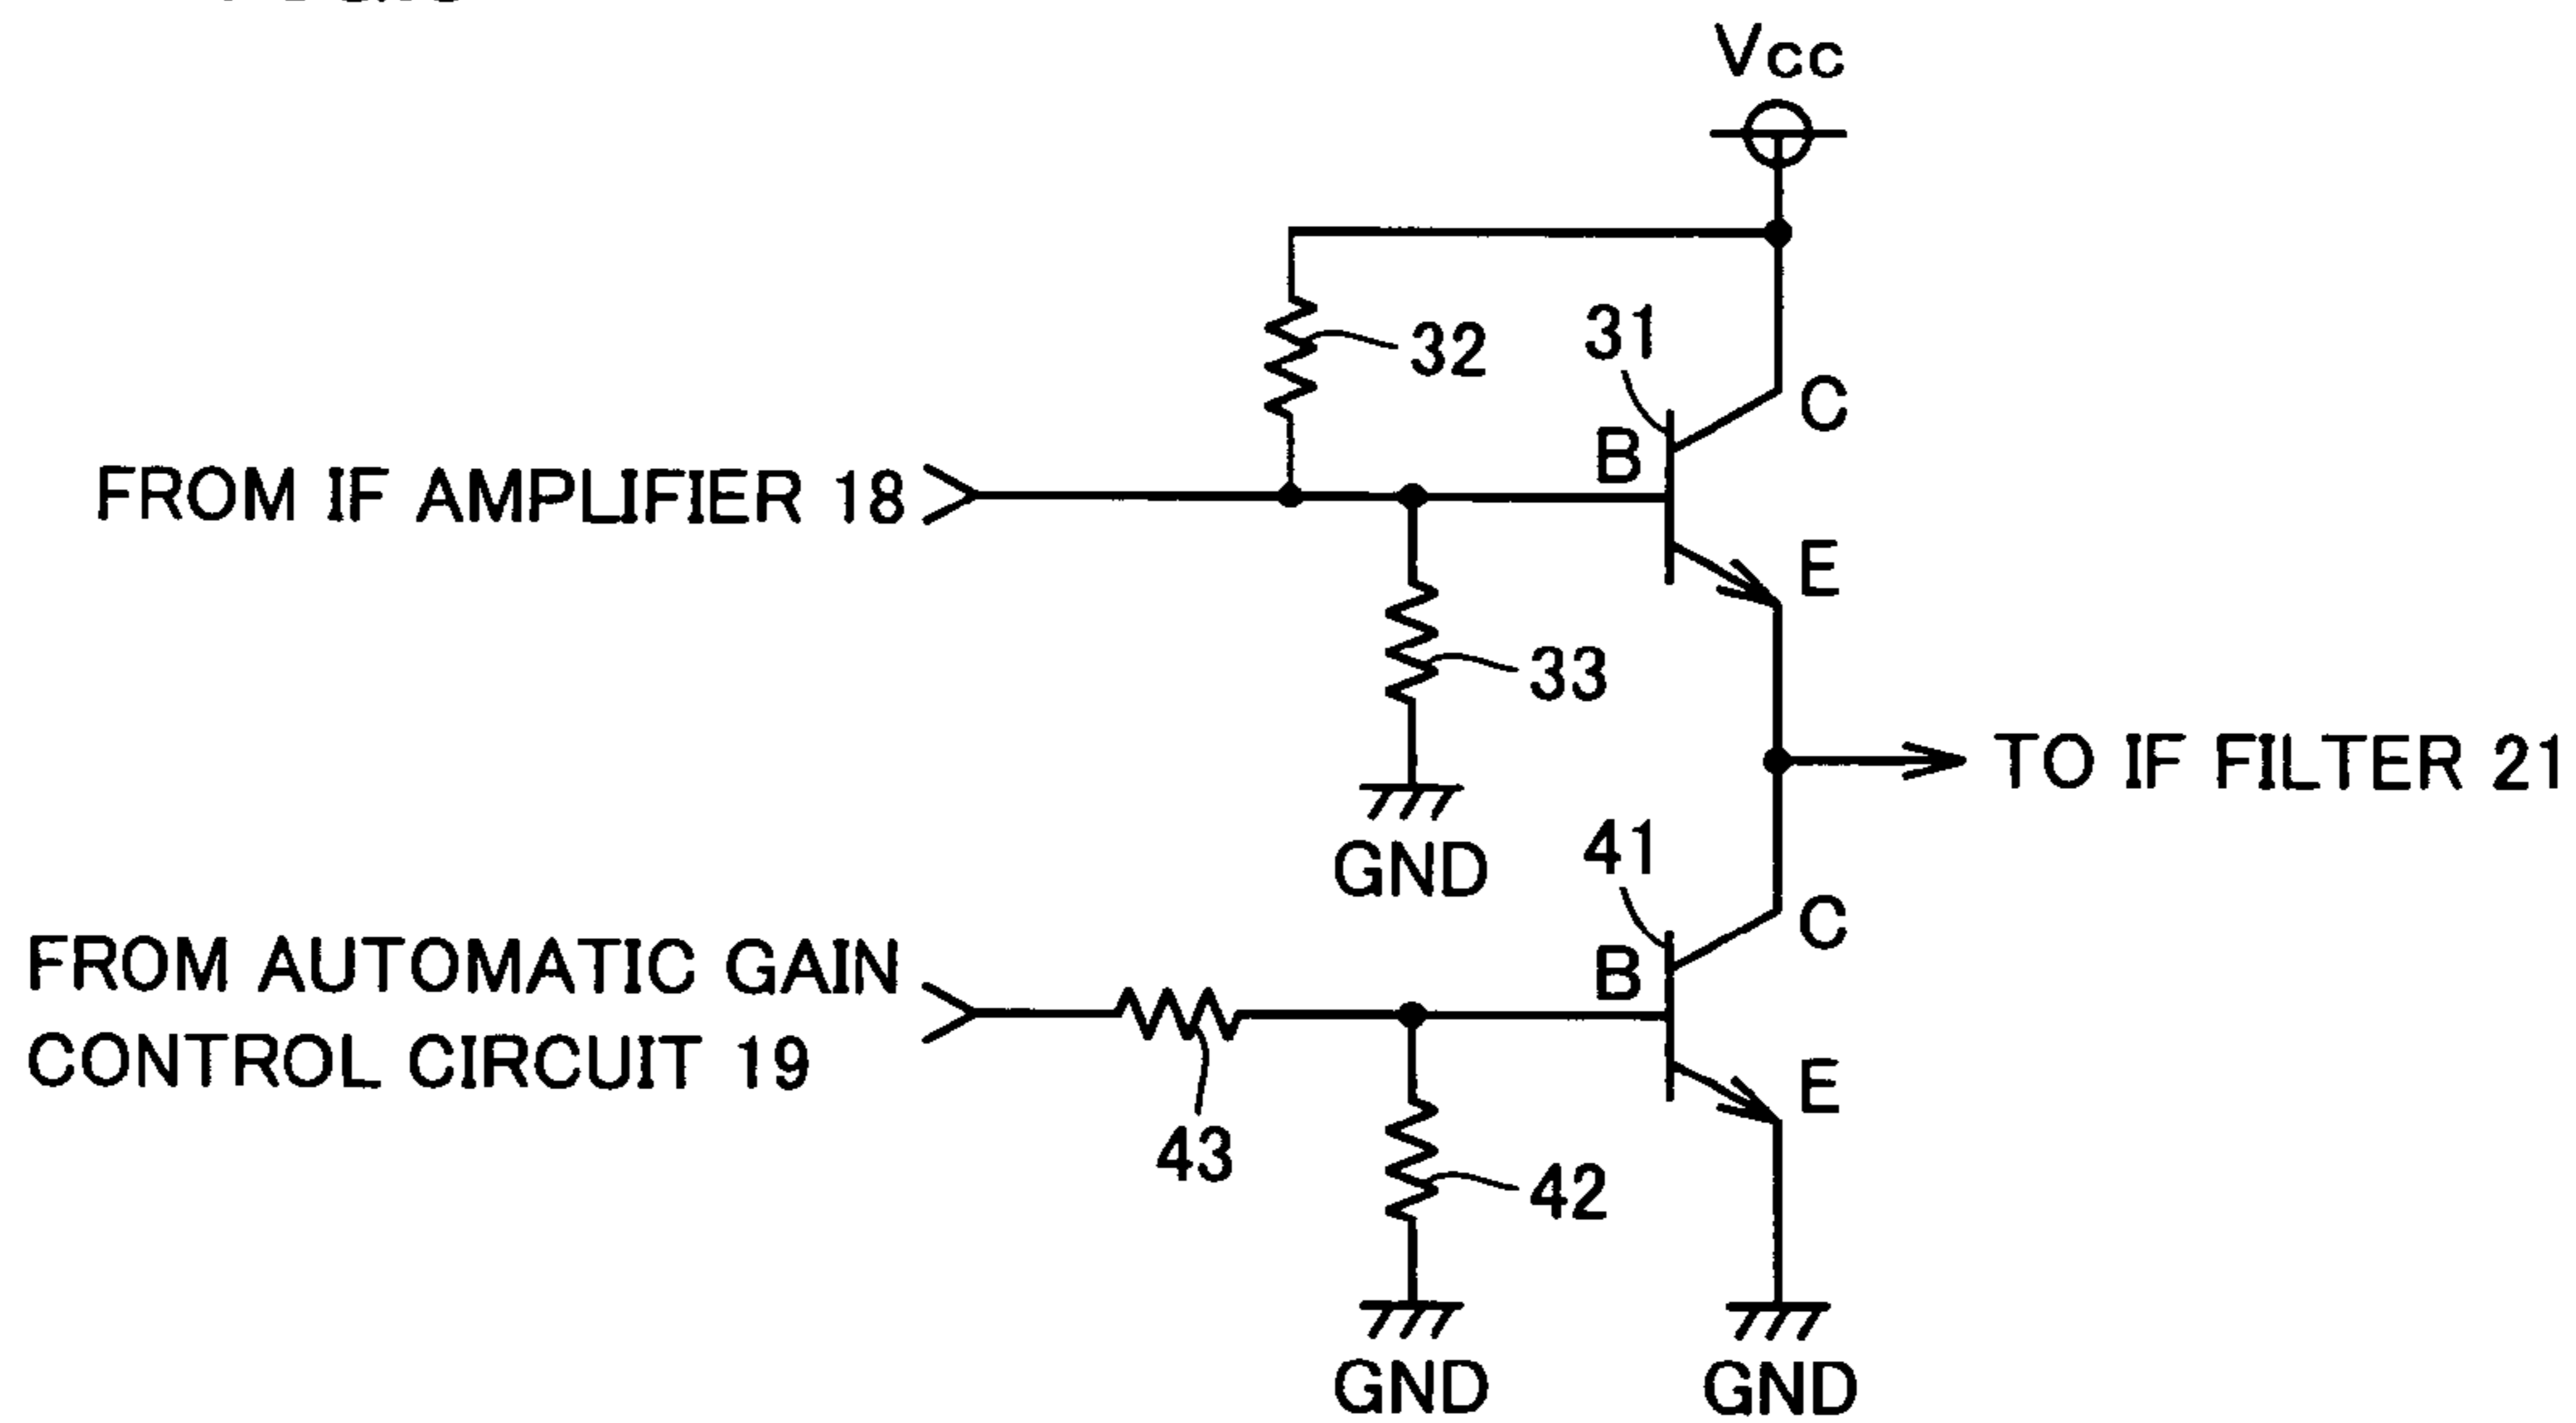 Vcc
32
31
C
B
FROM IF AMPLIFIER 18
E
33
TO IF FILTER 21
GND
41
C
B
FROM AUTOMATIC GAIN
CONTROL CIRCUIT 19
E
43
42
GND
GND